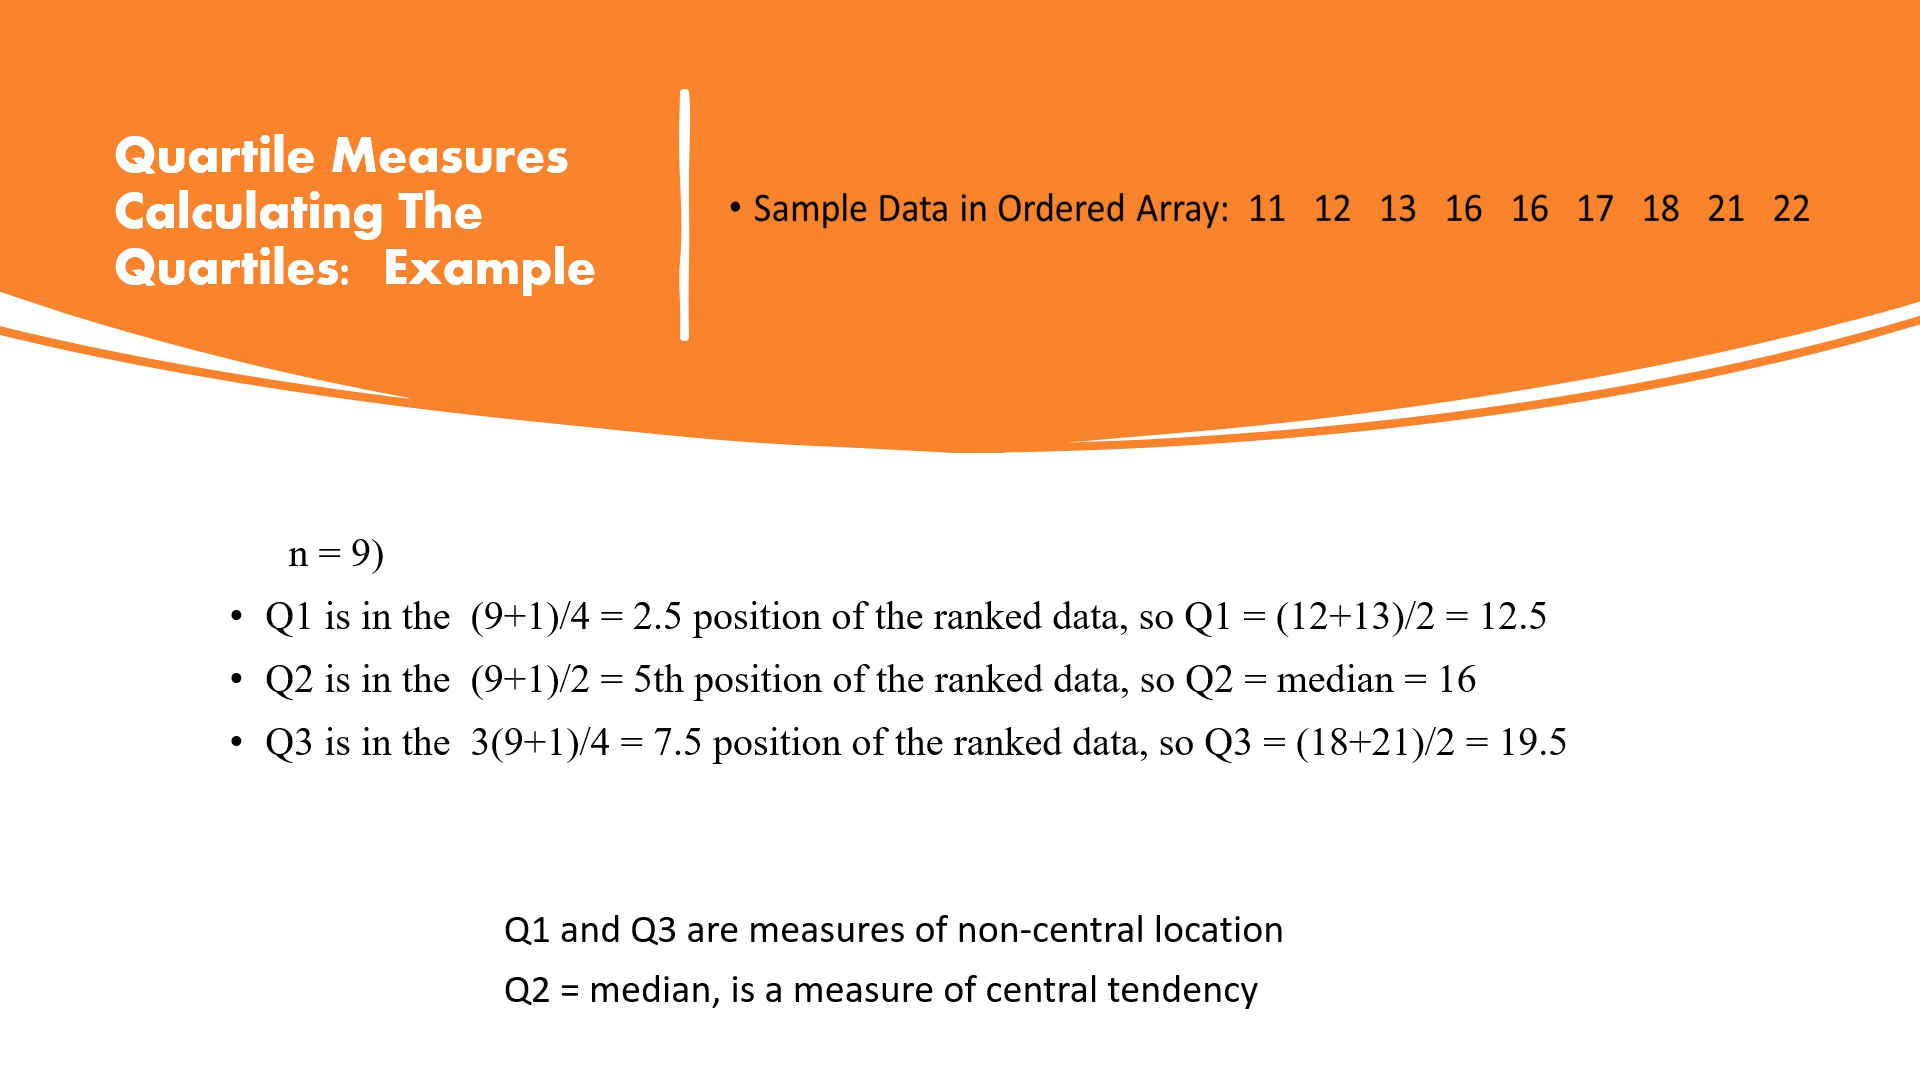 Quartile Measures
Calculating The
Quartiles:  Example
• Sample Data in Ordered Array:  11   12   13   16   16   17   18   21   22
n = 9)
• Q1 is in the  (9+1)/4 = 2.5 position of the ranked data, so Q1 = (12+13)/2 = 12.5
• Q2 is in the  (9+1)/2 = 5th position of the ranked data, so Q2 = median = 16
• Q3 is in the  3(9+1)/4 = 7.5 position of the ranked data, so Q3 = (18+21)/2 = 19.5
Q1 and Q3 are measures of non-central location
Q2 = median, is a measure of central tendency